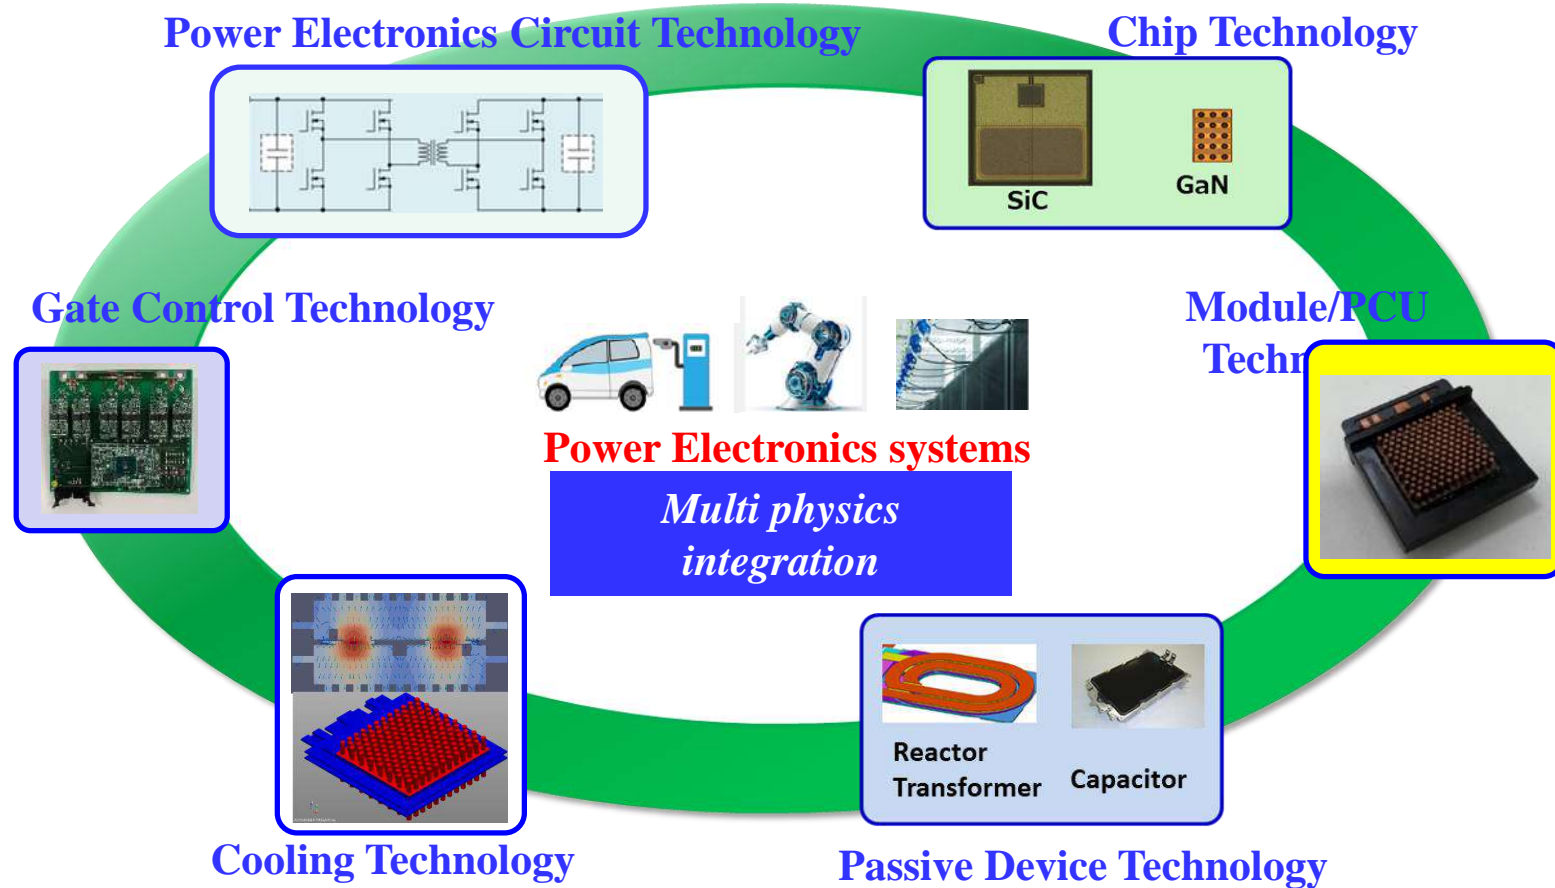 Power Electronics Circuit Technology
Chip Technology
SiC
GaN
Gate Control Technology
Module/PCU
Techn
Power Electronics systems
Multi physics
integration
Reactor
Transformer
Capacitor
Cooling Technology
Passive Device Technology